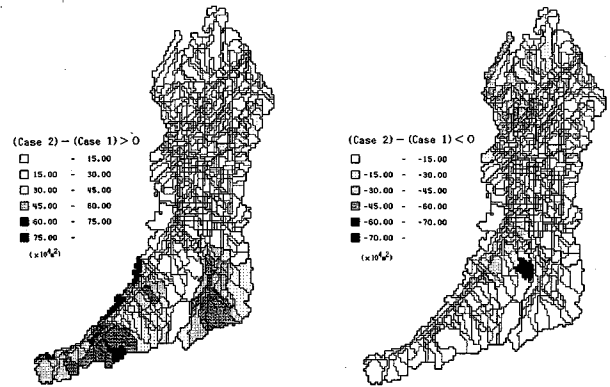 (Case 2) - (Case 1) > 0
- 15.00
15.00 - 30.00
30.00 - 45.00
45.00 - 60.00
60.00 - 75.00
75.00 -
(×10⁴m²)
(Case 2) - (Case 1) < 0
- -15.00
-15.00 - -30.00
-30.00 - -45.00
-45.00 - -60.00
-60.00 - -70.00
-70.00 -
(×10⁴m²)